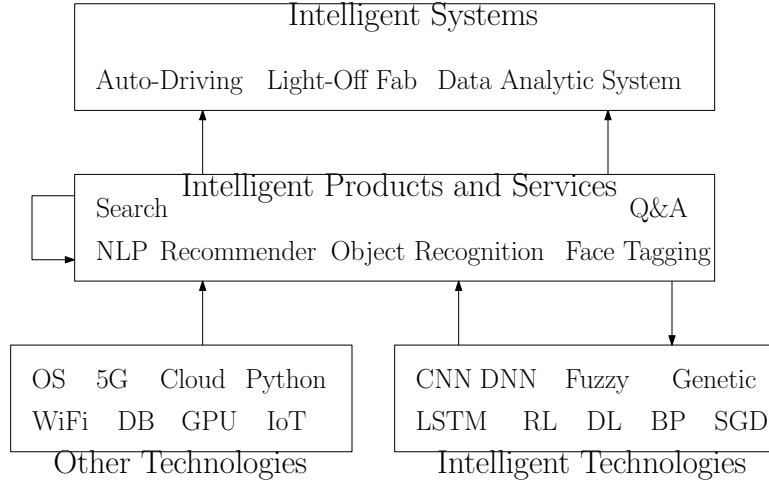 Intelligent Systems
Auto-Driving Light-Off Fab Data Analytic System
Intelligent Products and Services
Search Q&A
NLP Recommender Object Recognition Face Tagging
OS 5G Cloud Python
WiFi DB GPU IoT
Other Technologies
CNN DNN Fuzzy Genetic
LSTM RL DL BP SGD
Intelligent Technologies